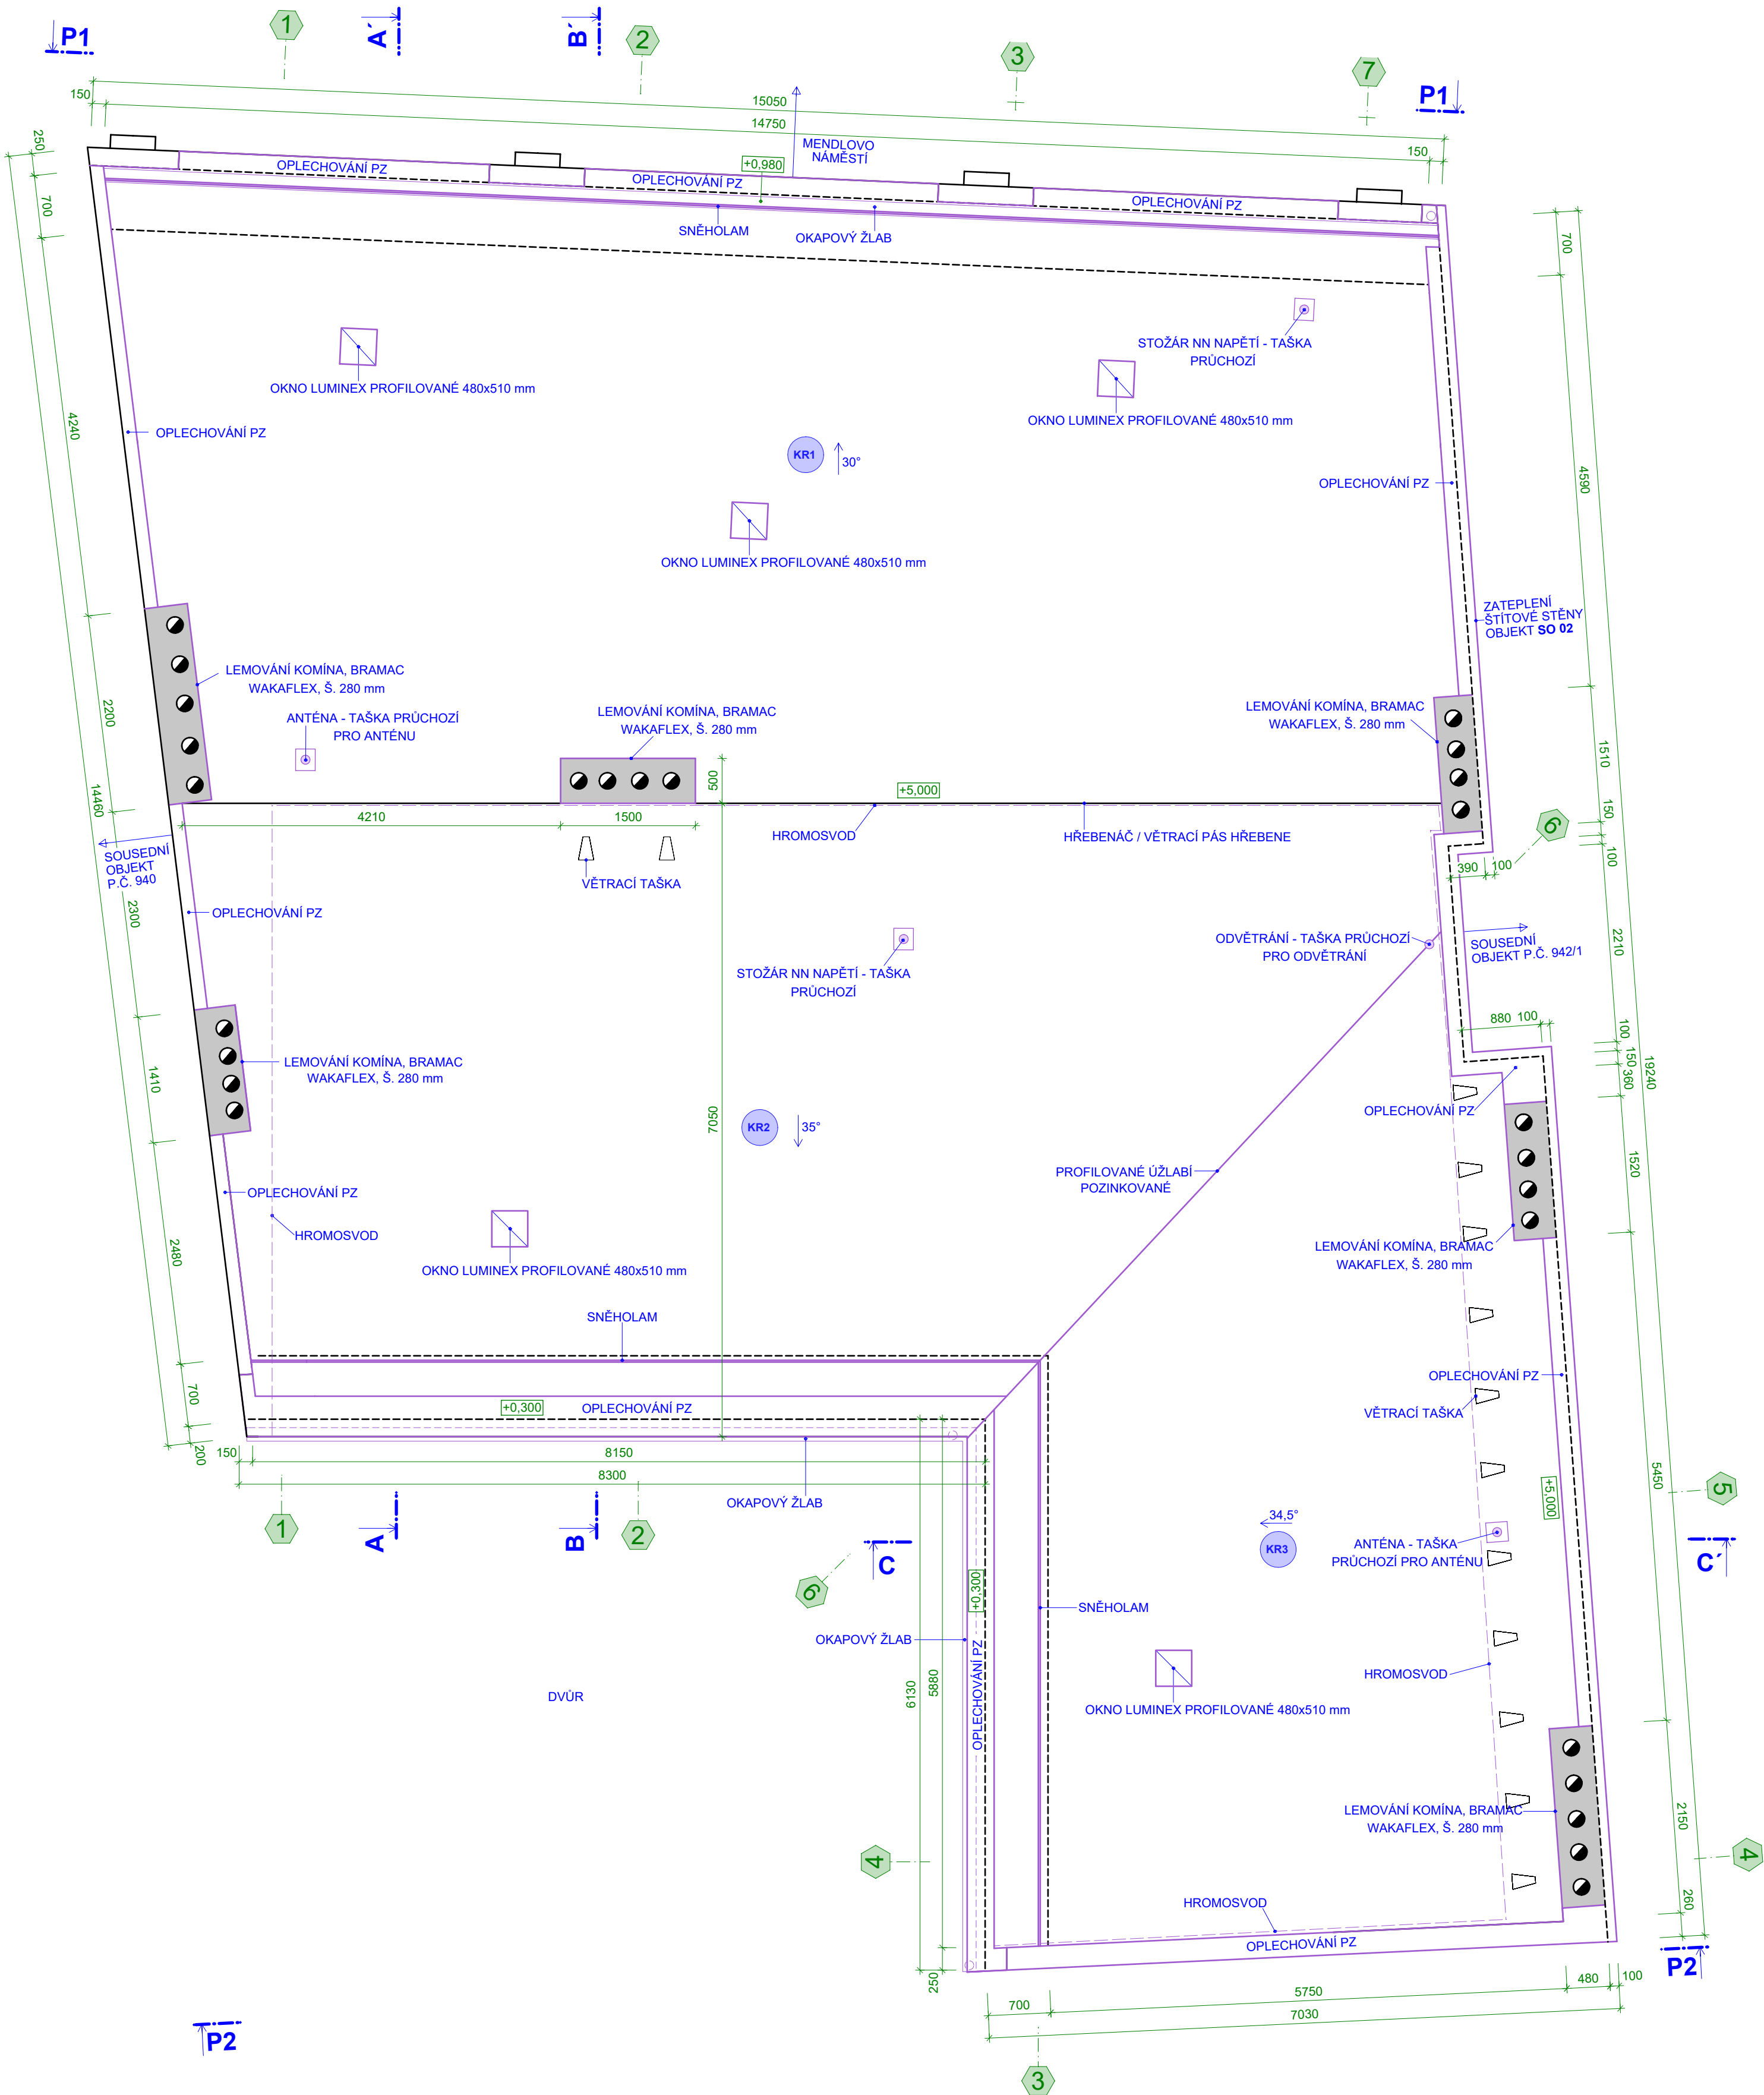 P1
1
A´
B´
2
3
7
P1
150
15050
14750
150
250
700
MENDLOVO
NÁMĚSTÍ
OPLECHOVÁNÍ PZ
OPLECHOVÁNÍ PZ
+0,980
OPLECHOVÁNÍ PZ
SNĚHOLAM
OKAPOVÝ ŽLAB
700
STOŽÁR NN NAPĚTÍ - TAŠKA
PRŮCHOZÍ
OKNO LUMINEX PROFILOVANÉ 480x510 mm
OKNO LUMINEX PROFILOVANÉ 480x510 mm
4240
OPLECHOVÁNÍ PZ
KR1
30°
OPLECHOVÁNÍ PZ
4590
OKNO LUMINEX PROFILOVANÉ 480x510 mm
ZATEPLENÍ
ŠTÍTOVÉ STĚNY
OBJEKT SO 02
LEMOVÁNÍ KOMÍNA, BRAMAC
WAKAFLEX, Š. 280 mm
2200
ANTÉNA - TAŠKA PRŮCHOZÍ
PRO ANTÉNU
LEMOVÁNÍ KOMÍNA, BRAMAC
WAKAFLEX, Š. 280 mm
LEMOVÁNÍ KOMÍNA, BRAMAC
WAKAFLEX, Š. 280 mm
1510
14460
500
+5,000
150
4210
1500
HROMOSVOD
HŘEBENÁČ / VĚTRACÍ PÁS HŘEBENE
6
100
SOUSEDNÍ
OBJEKT
P.Č. 940
390
100
VĚTRACÍ TAŠKA
2300
OPLECHOVÁNÍ PZ
2210
ODVĚTRÁNÍ - TAŠKA PRŮCHOZÍ
PRO ODVĚTRÁNÍ
SOUSEDNÍ
OBJEKT P.Č. 942/1
STOŽÁR NN NAPĚTÍ - TAŠKA
PRŮCHOZÍ
880
100
100
150
360
19240
LEMOVÁNÍ KOMÍNA, BRAMAC
WAKAFLEX, Š. 280 mm
1410
7050
KR2
35°
OPLECHOVÁNÍ PZ
1520
PROFILOVANÉ ÚŽLABÍ
POZINKOVANÉ
OPLECHOVÁNÍ PZ
HROMOSVOD
2480
LEMOVÁNÍ KOMÍNA, BRAMAC
WAKAFLEX, Š. 280 mm
OKNO LUMINEX PROFILOVANÉ 480x510 mm
SNĚHOLAM
700
OPLECHOVÁNÍ PZ
+0,300
OPLECHOVÁNÍ PZ
VĚTRACÍ TAŠKA
200
150
8150
8300
5450
+5,000
5
OKAPOVÝ ŽLAB
1
A
B
2
C
34,5°
KR3
ANTÉNA - TAŠKA
PRŮCHOZÍ PRO ANTÉNU
C´
6
+0,300
SNĚHOLAM
OKAPOVÝ ŽLAB
OPLECHOVÁNÍ PZ
HROMOSVOD
DVŮR
6130
5880
OKNO LUMINEX PROFILOVANÉ 480x510 mm
LEMOVÁNÍ KOMÍNA, BRAMAC
WAKAFLEX, Š. 280 mm
2150
4
4
HROMOSVOD
260
OPLECHOVÁNÍ PZ
250
P2
700
5750
480
100
7030
P2
3